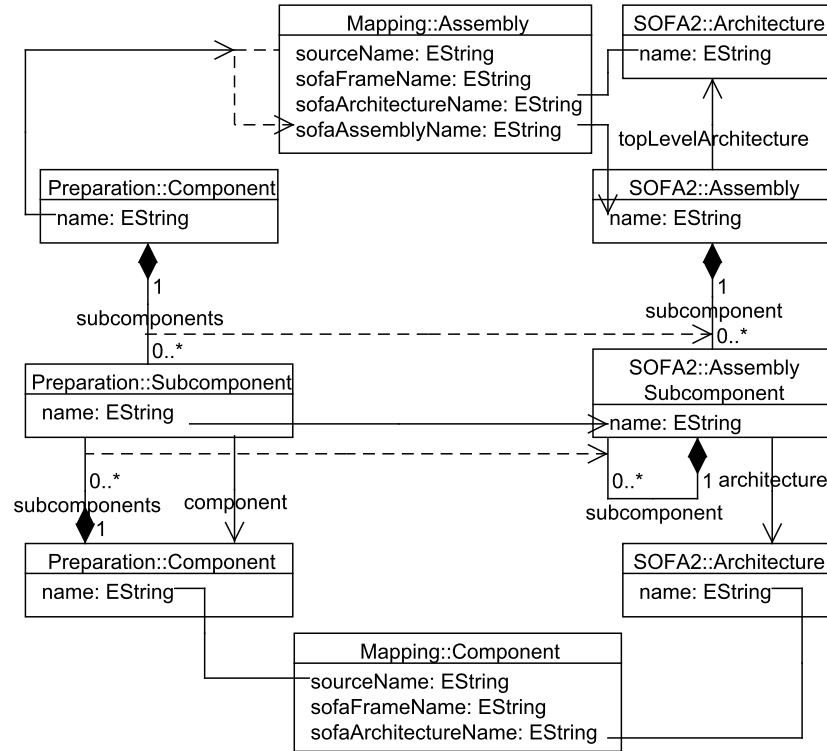 Mapping::Assembly
sourceName: EString
sofaFrameName: EString
sofaArchitectureName: EString
sofaAssemblyName: EString
SOFA2::Architecture
name: EString
topLevelArchitecture
Preparation::Component
name: EString
SOFA2::Assembly
name: EString
1
subcomponents
0..*
1
subcomponent
0..*
Preparation::Subcomponent
name: EString
SOFA2::Assembly
Subcomponent
name: EString
0..*
subcomponents
1
component
0..*
1
subcomponent
architecture
Preparation::Component
name: EString
SOFA2::Architecture
name: EString
Mapping::Component
sourceName: EString
sofaFrameName: EString
sofaArchitectureName: EString